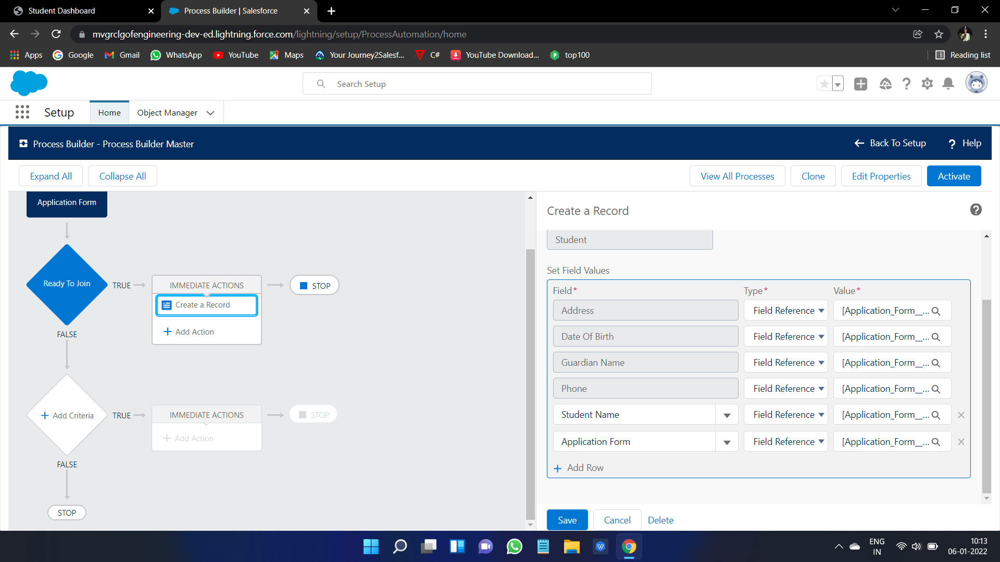 Student Dashboard
Process Builder | Salesforce
mvgrclgofengineering-dev-ed.lightning.force.com/lightning/setup/ProcessAutomation/home
Apps Google Gmail WhatsApp YouTube Maps Your Journey2Salesf... C# YouTube Download... top100 Reading list
Search Setup
Setup Home Object Manager
Process Builder - Process Builder Master
Back To Setup ? Help
Expand All Collapse All View All Processes Clone Edit Properties Activate
Application Form
Ready To Join
TRUE
IMMEDIATE ACTIONS
STOP
Create a Record
+ Add Action
FALSE
+ Add Criteria
TRUE
IMMEDIATE ACTIONS
STOP
+ Add Action
FALSE
STOP
Create a Record
Student
Set Field Values
Field* Type* Value*
Address Field Reference [Application_Form__...
Date Of Birth Field Reference [Application_Form__...
Guardian Name Field Reference [Application_Form__...
Phone Field Reference [Application_Form__...
Student Name Field Reference [Application_Form__...
Application Form Field Reference [Application_Form__...
+ Add Row
Save Cancel Delete
ENG
IN
10:13
06-01-2022